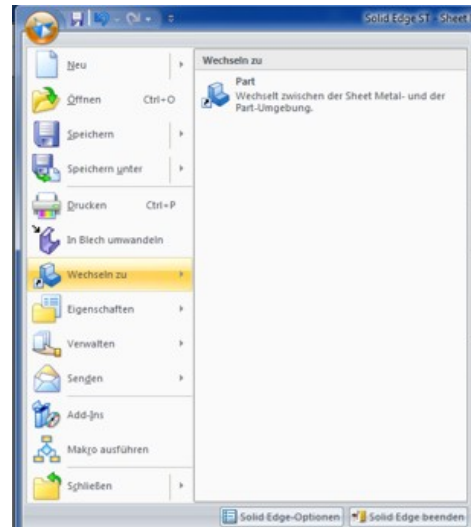 Solid Edge ST - Sheet
Neu
Öffnen Ctrl+O
Speichern
Speichern unter
Drucken Ctrl+P
In Blech umwandeln
Wechseln zu
Eigenschaften
Verwalten
Senden
Add-Ins
Makro ausführen
Schließen
Wechseln zu
Part
Wechselt zwischen der Sheet Metal- und der
Part-Umgebung.
Solid Edge-Optionen
Solid Edge beenden